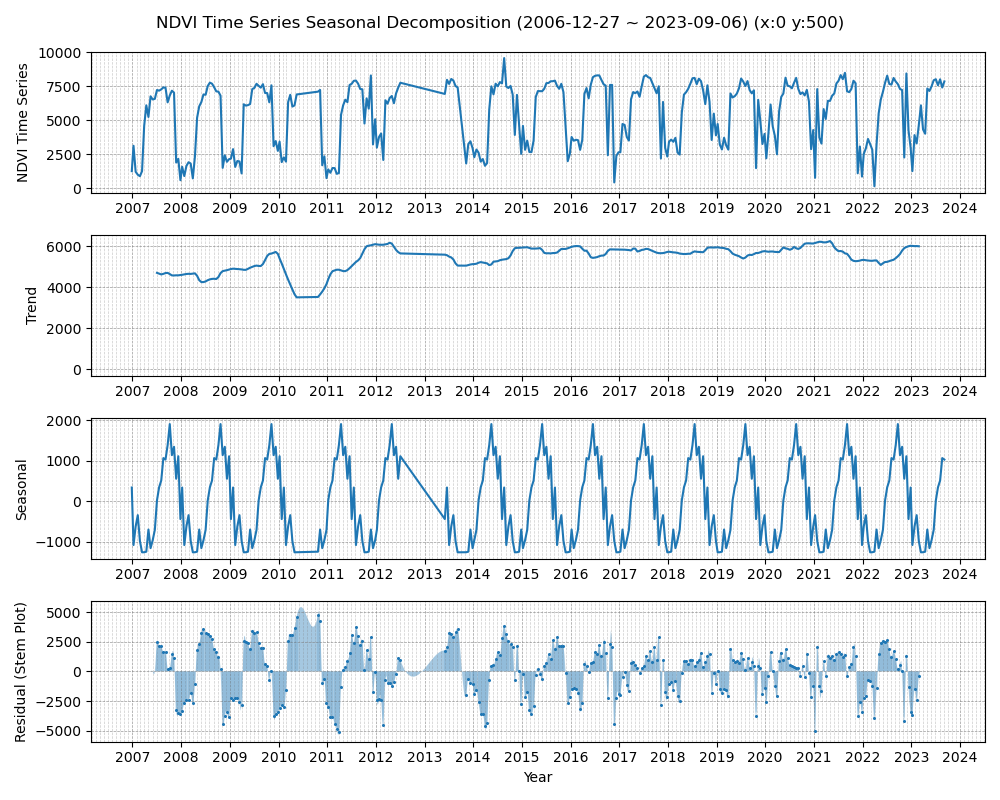 NDVI Time Series Seasonal Decomposition (2006-12-27 ~ 2023-09-06) (x:0 y:500)
NDVI Time Series
10000
7500
5000
2500
0
2007 2008 2009 2010 2011 2012 2013 2014 2015 2016 2017 2018 2019 2020 2021 2022 2023 2024
Trend
6000
4000
2000
0
2007 2008 2009 2010 2011 2012 2013 2014 2015 2016 2017 2018 2019 2020 2021 2022 2023 2024
Seasonal
2000
1000
0
−1000
2007 2008 2009 2010 2011 2012 2013 2014 2015 2016 2017 2018 2019 2020 2021 2022 2023 2024
Residual (Stem Plot)
5000
2500
0
−2500
−5000
2007 2008 2009 2010 2011 2012 2013 2014 2015 2016 2017 2018 2019 2020 2021 2022 2023 2024
Year